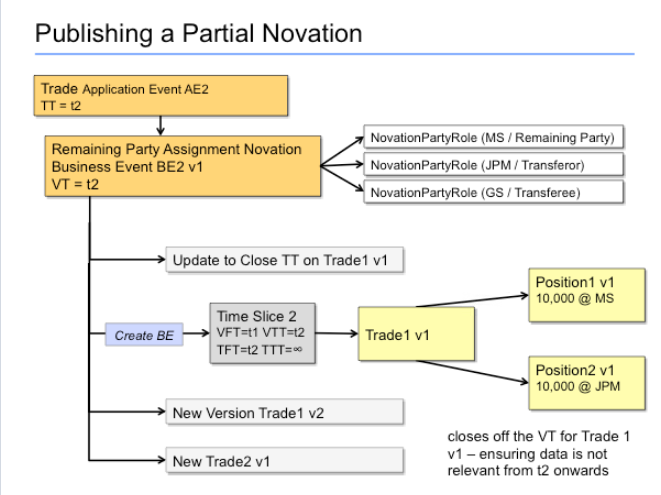 Publishing a Partial Novation
Trade Application Event AE2
TT = t2
Remaining Party Assignment Novation
Business Event BE2 v1
VT = t2
NovationPartyRole (MS / Remaining Party)
NovationPartyRole (JPM / Transferor)
NovationPartyRole (GS / Transferee)
Update to Close TT on Trade1 v1
Create BE
Time Slice 2
VFT=t1 VTT=t2
TFT=t2 TTT=∞
Trade1 v1
Position1 v1
10,000 @ MS
Position2 v1
10,000 @ JPM
New Version Trade1 v2
New Trade2 v1
closes off the VT for Trade 1
v1 – ensuring data is not
relevant from t2 onwards